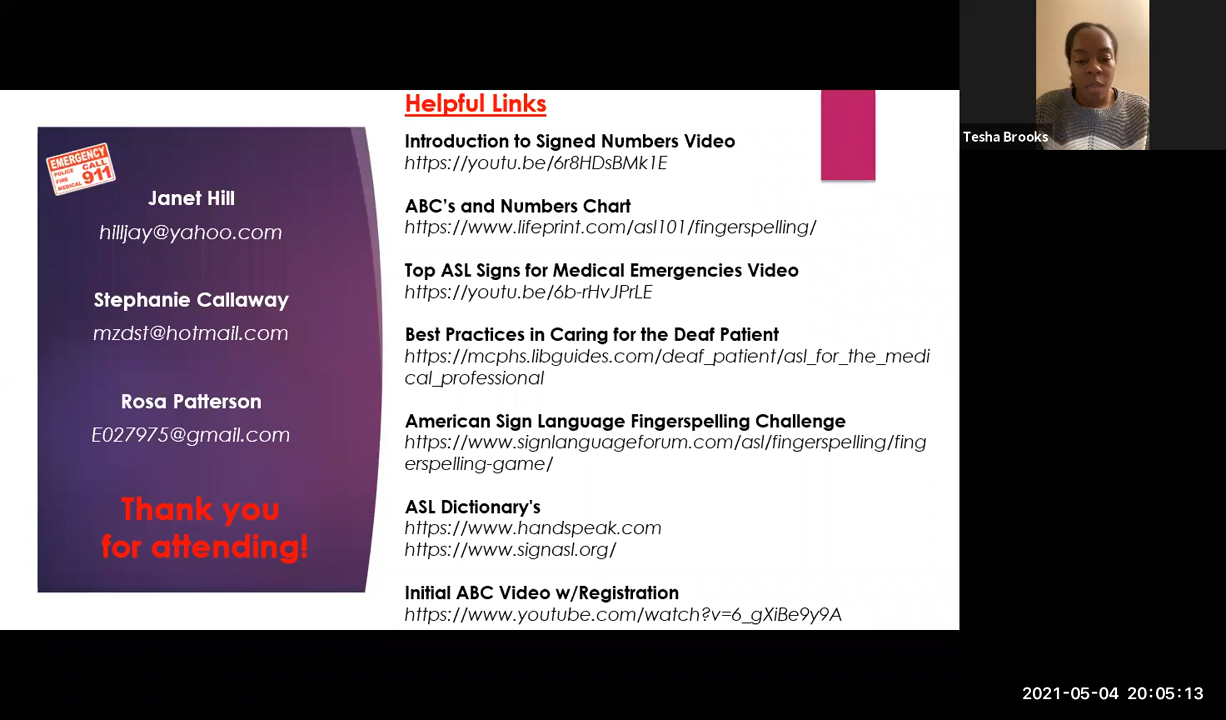 EMERGENCY
POLICE
FIRE
MEDICAL
CALL
911
Janet Hill
hilljay@yahoo.com
Stephanie Callaway
mzdst@hotmail.com
Rosa Patterson
E027975@gmail.com
Thank you
for attending!
Helpful Links
Introduction to Signed Numbers Video
https://youtu.be/6r8HDsBMk1E
ABC's and Numbers Chart
https://www.lifeprint.com/asl101/fingerspelling/
Top ASL Signs for Medical Emergencies Video
https://youtu.be/6b-rHvJPrLE
Best Practices in Caring for the Deaf Patient
https://mcphs.libguides.com/deaf_patient/asl_for_the_medi
cal_professional
American Sign Language Fingerspelling Challenge
https://www.signlanguageforum.com/asl/fingerspelling/fing
erspelling-game/
ASL Dictionary's
https://www.handspeak.com
https://www.signasl.org/
Initial ABC Video w/Registration
https://www.youtube.com/watch?v=6_gXiBe9y9A
Tesha Brooks
2021-05-04 20:05:13